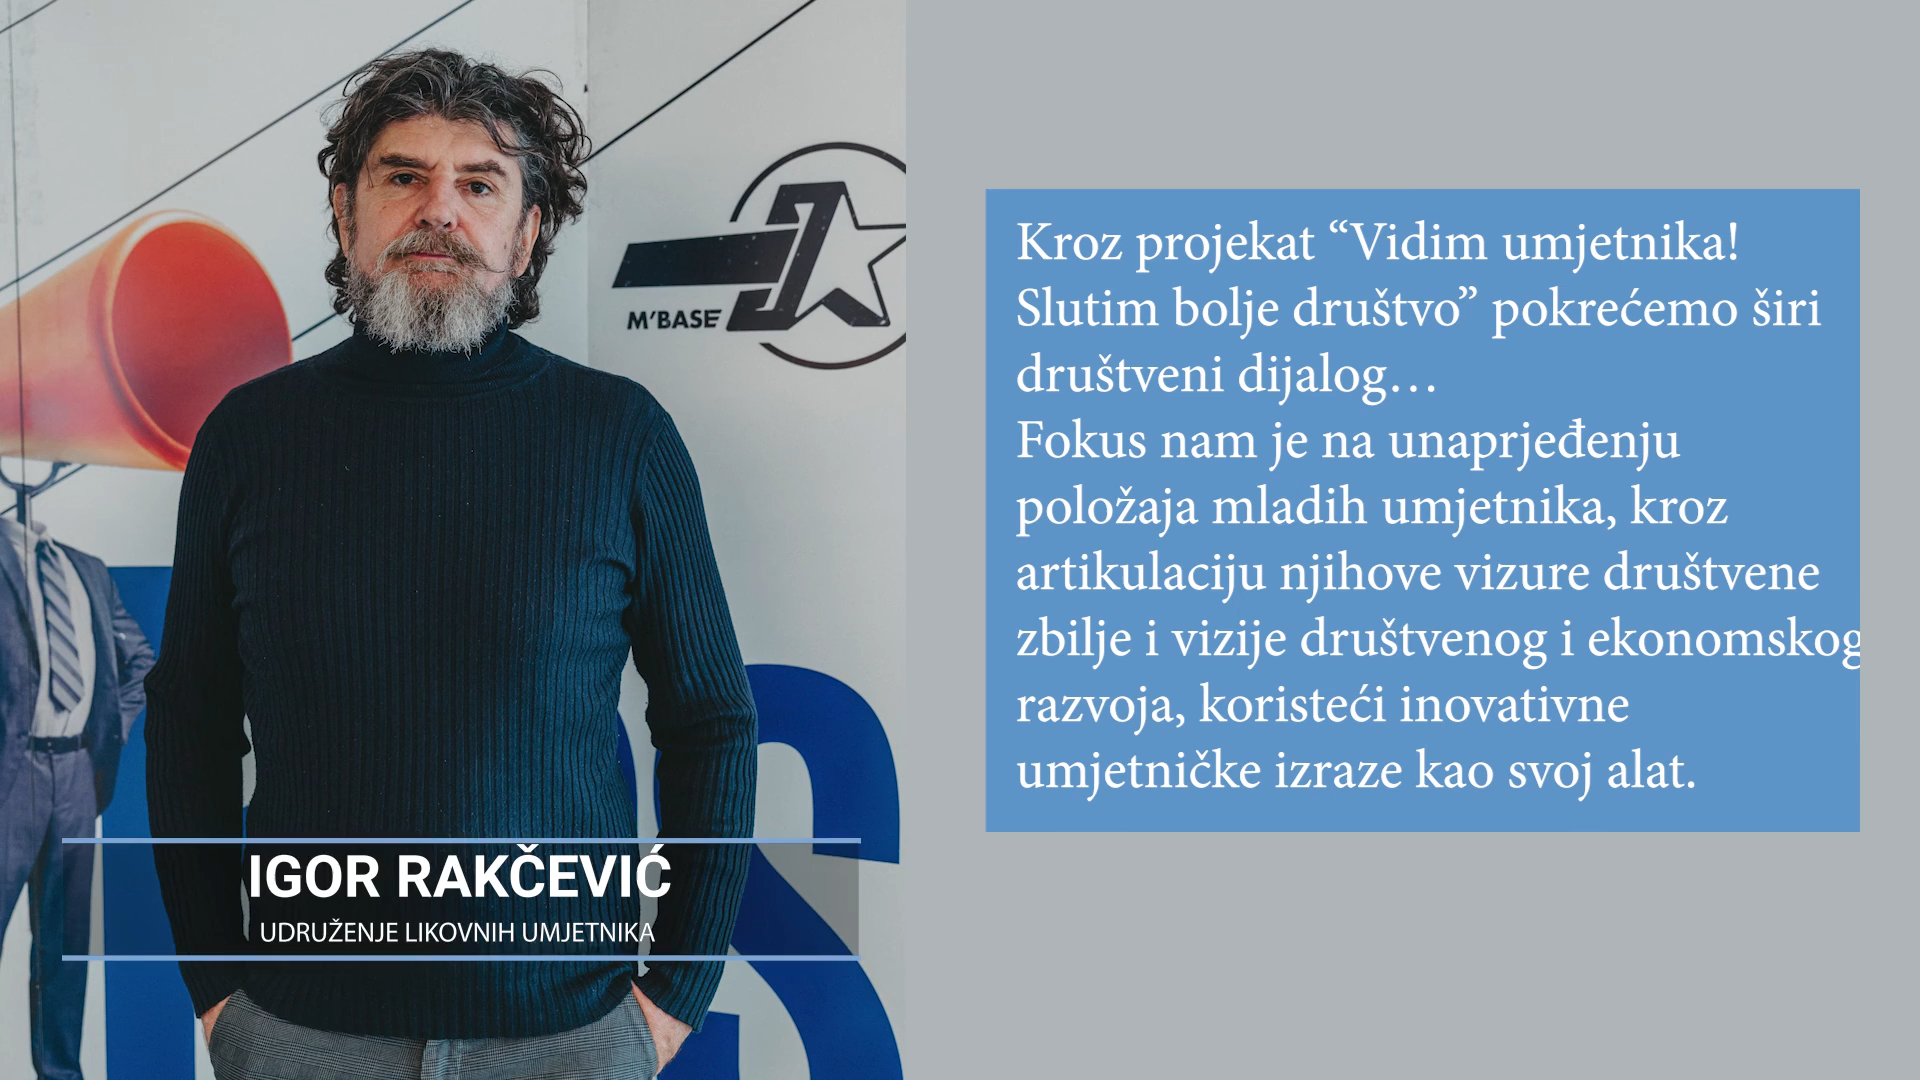 M'BASE
IGOR RAKČEVIĆ
UDRUŽENJE LIKOVNIH UMJETNIKA
Kroz projekat “Vidim umjetnika!
Slutim bolje društvo” pokrećemo širi
društveni dijalog…
Fokus nam je na unaprjeđenju
položaja mladih umjetnika, kroz
artikulaciju njihove vizure društvene
zbilje i vizije društvenog i ekonomskog
razvoja, koristeći inovativne
umjetničke izraze kao svoj alat.